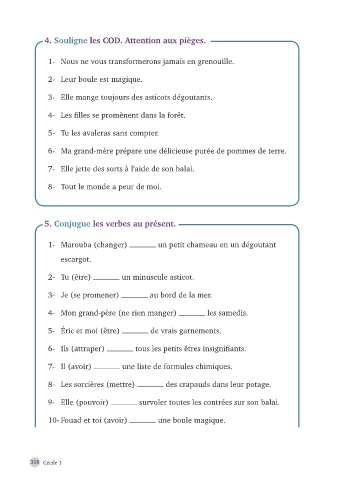 4. Souligne les COD. Attention aux pièges.
1- Nous ne vous transformerons jamais en grenouille.
2- Leur boule est magique.
3- Elle mange toujours des asticots dégoutants.
4- Les filles se promènent dans la forêt.
5- Tu les avaleras sans compter.
6- Ma grand-mère prépare une délicieuse purée de pommes de terre.
7- Elle jette des sorts à l'aide de son balai.
8- Tout le monde a peur de moi.
5. Conjugue les verbes au présent.
1- Marouba (changer) ______ un petit chameau en un dégoutant
escargot.
2- Tu (être) ______ un minuscule asticot.
3- Je (se promener) ______ au bord de la mer.
4- Mon grand-père (ne rien manger) ______ les samedis.
5- Éric et moi (être) ______ de vrais garnements.
6- Ils (attraper) ______ tous les petits êtres insignifiants.
7- Il (avoir) ______ une liste de formules chimiques.
8- Les sorcières (mettre) ______ des crapauds dans leur potage.
9- Elle (pouvoir) ______ survoler toutes les contrées sur son balai.
10- Fouad et toi (avoir) ______ une boule magique.
318 Cécile 1